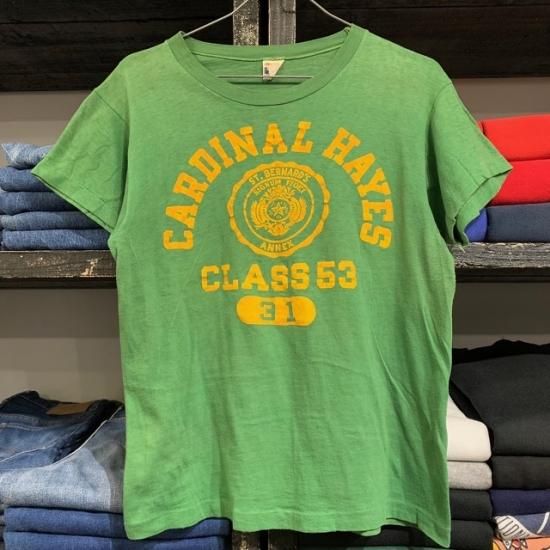 CARDINAL HAYES
ST. BERNARD'S
ANNEX
CLASS 53
31